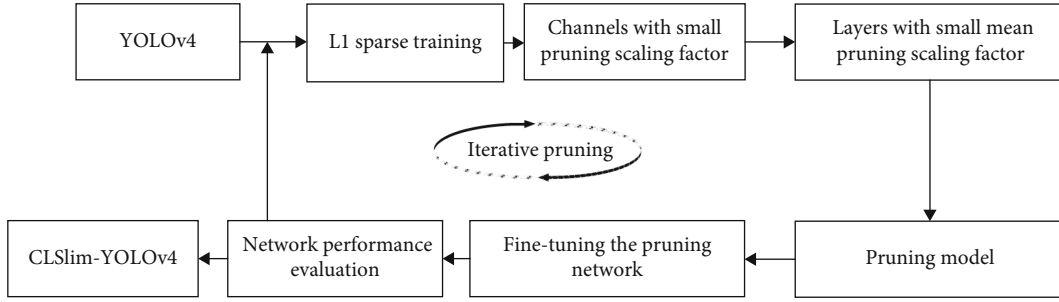 YOLOv4
L1 sparse training
Channels with small
pruning scaling factor
Layers with small mean
pruning scaling factor
Iterative pruning
CLSlim-YOLOv4
Network performance
evaluation
Fine-tuning the pruning
network
Pruning model